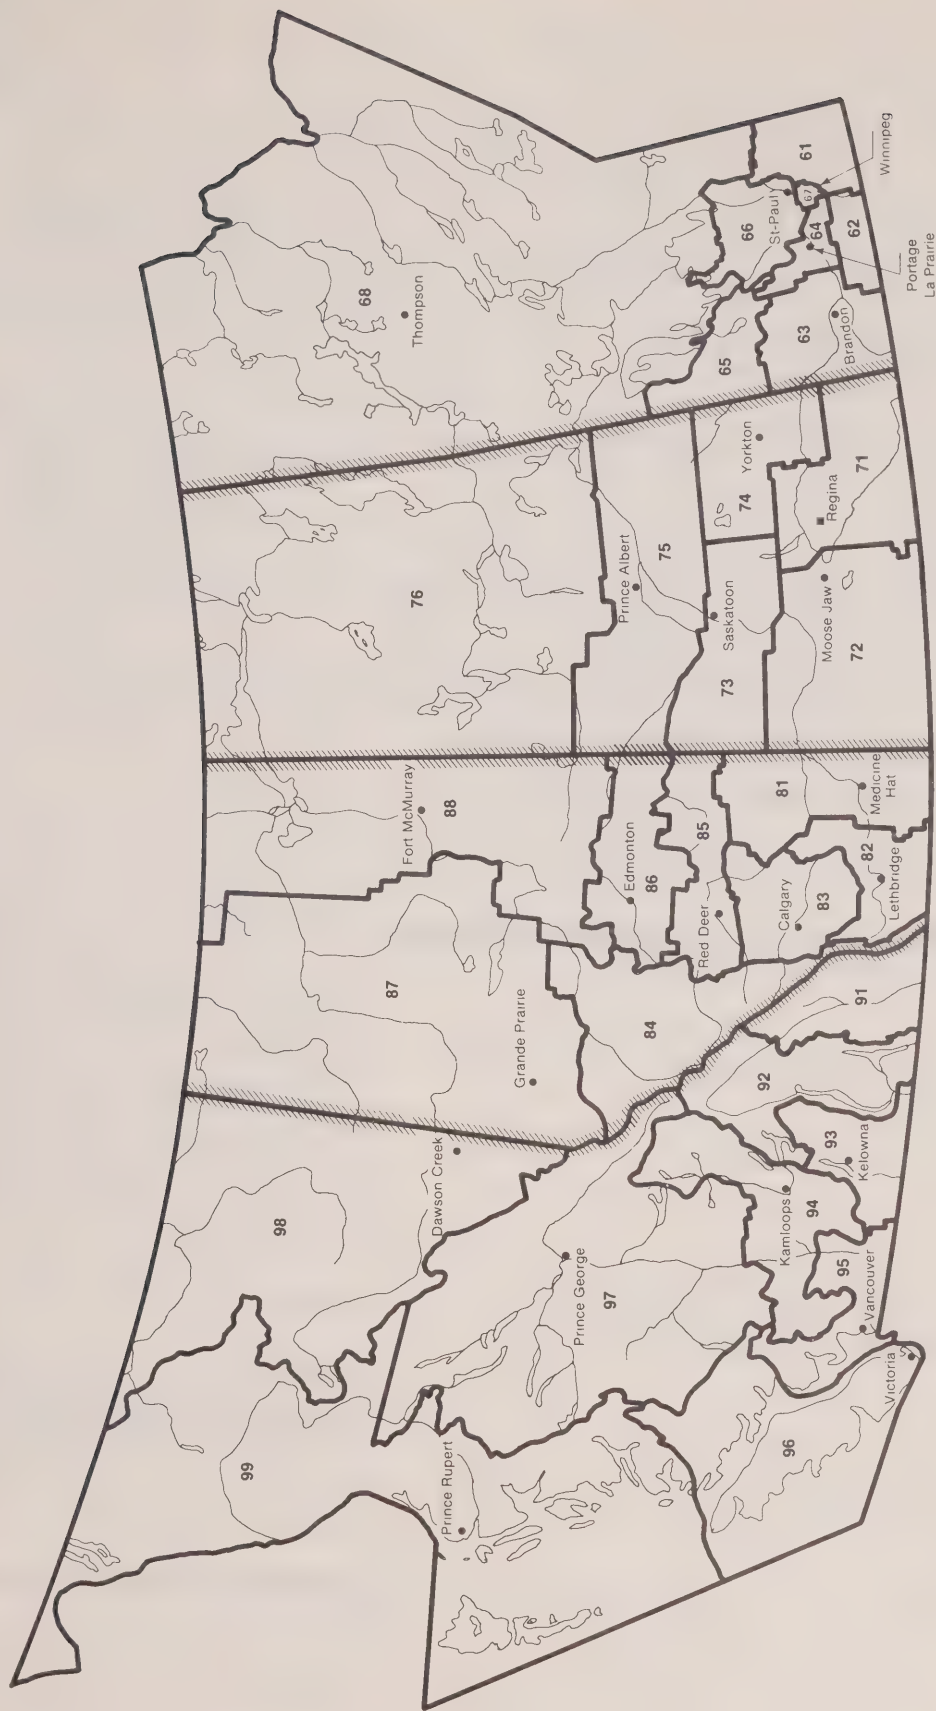 99
98
Prince Rupert
Dawson Creek
97
Prince George
96
Victoria
Vancouver
95
94
Kamloops
93
Kelowna
92
91
87
Grande Prairie
88
Fort McMurray
84
86
Edmonton
85
Red Deer
83
Calgary
82
Lethbridge
81
Medicine
Hat
76
75
Prince Albert
73
Saskatoon
74
Yorkton
72
Moose Jaw
71
Regina
68
Thompson
65
63
Brandon
66
St-Paul
67
64
62
61
Portage
La Prairie
Winnipeg